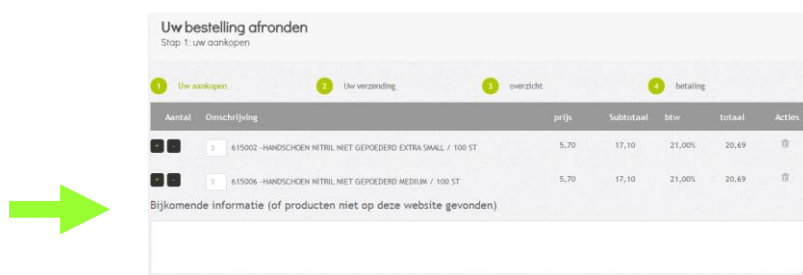 Uw bestelling afronden
Stap 1: uw aankopen
1 Uw aankopen 2 Uw verzending 3 overzicht 4 betaling
Aantal Omschrijving prijs Subtotaal btw totaal Acties
+ - 3 615002 -HANDSCHOEN NITRIL NIET GEPOEDERD EXTRA SMALL / 100 ST 5,70 17,10 21,00% 20,69
+ - 3 615006 -HANDSCHOEN NITRIL NIET GEPOEDERD MEDIUM / 100 ST 5,70 17,10 21,00% 20,69
Bijkomende informatie (of producten niet op deze website gevonden)